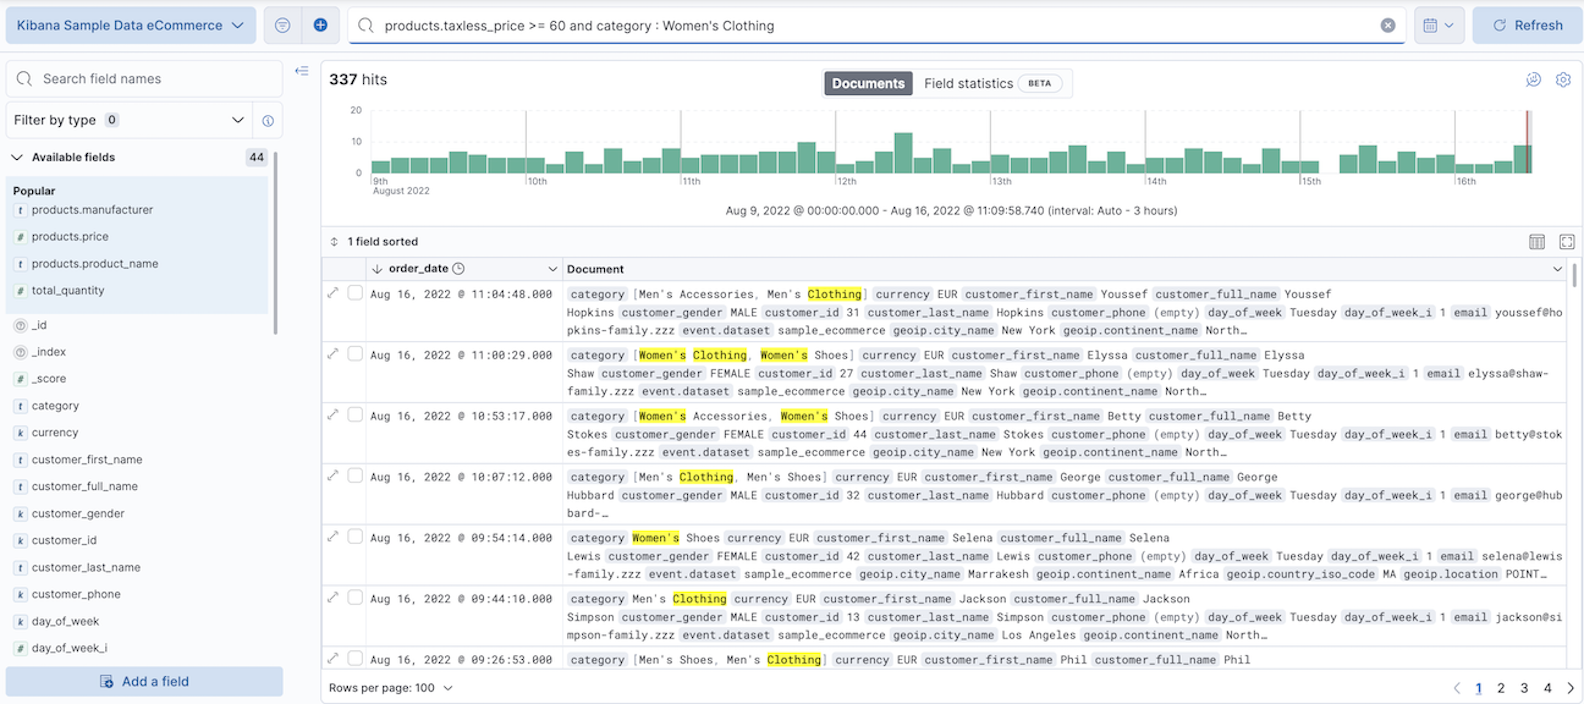 Kibana Sample Data eCommerce
products.taxless_price >= 60 and category : Women's Clothing
Refresh
Search field names
Filter by type 0
Available fields 44
Popular
t products.manufacturer
# products.price
t products.product_name
# total_quantity
_id
_index
# _score
t category
k currency
t customer_first_name
t customer_full_name
k customer_gender
k customer_id
t customer_last_name
k customer_phone
k day_of_week
# day_of_week_i
Add a field
337 hits
Documents Field statistics BETA
20
10
0
9th 10th 11th 12th 13th 14th 15th 16th
August 2022
Aug 9, 2022 @ 00:00:00.000 - Aug 16, 2022 @ 11:09:58.740 (interval: Auto - 3 hours)
1 field sorted
order_date Document
Aug 16, 2022 @ 11:04:48.000 category [Men's Accessories, Men's Clothing] currency EUR customer_first_name Youssef customer_full_name Youssef
Hopkins customer_gender MALE customer_id 31 customer_last_name Hopkins customer_phone (empty) day_of_week Tuesday day_of_week_i 1 email youssef@ho
pkins-family.zzz event.dataset sample_ecommerce geoip.city_name New York geoip.continent_name North…
Aug 16, 2022 @ 11:00:29.000 category [Women's Clothing, Women's Shoes] currency EUR customer_first_name Elyssa customer_full_name Elyssa
Shaw customer_gender FEMALE customer_id 27 customer_last_name Shaw customer_phone (empty) day_of_week Tuesday day_of_week_i 1 email elyssa@shaw-
family.zzz event.dataset sample_ecommerce geoip.city_name New York geoip.continent_name North…
Aug 16, 2022 @ 10:53:17.000 category [Women's Accessories, Women's Shoes] currency EUR customer_first_name Betty customer_full_name Betty
Stokes customer_gender FEMALE customer_id 44 customer_last_name Stokes customer_phone (empty) day_of_week Tuesday day_of_week_i 1 email betty@stok
es-family.zzz event.dataset sample_ecommerce geoip.city_name New York geoip.continent_name North…
Aug 16, 2022 @ 10:07:12.000 category [Men's Clothing, Men's Shoes] currency EUR customer_first_name George customer_full_name George
Hubbard customer_gender MALE customer_id 32 customer_last_name Hubbard customer_phone (empty) day_of_week Tuesday day_of_week_i 1 email george@hub
bard-…
Aug 16, 2022 @ 09:54:14.000 category Women's Shoes currency EUR customer_first_name Selena customer_full_name Selena
Lewis customer_gender FEMALE customer_id 42 customer_last_name Lewis customer_phone (empty) day_of_week Tuesday day_of_week_i 1 email selena@lewis
-family.zzz event.dataset sample_ecommerce geoip.city_name Marrakesh geoip.continent_name Africa geoip.country_iso_code MA geoip.location POINT…
Aug 16, 2022 @ 09:44:10.000 category Men's Clothing currency EUR customer_first_name Jackson customer_full_name Jackson
Simpson customer_gender MALE customer_id 13 customer_last_name Simpson customer_phone (empty) day_of_week Tuesday day_of_week_i 1 email jackson@si
mpson-family.zzz event.dataset sample_ecommerce geoip.city_name Los Angeles geoip.continent_name North…
Aug 16, 2022 @ 09:26:53.000 category [Men's Shoes, Men's Clothing] currency EUR customer_first_name Phil customer_full_name Phil
Rows per page: 100
1 2 3 4